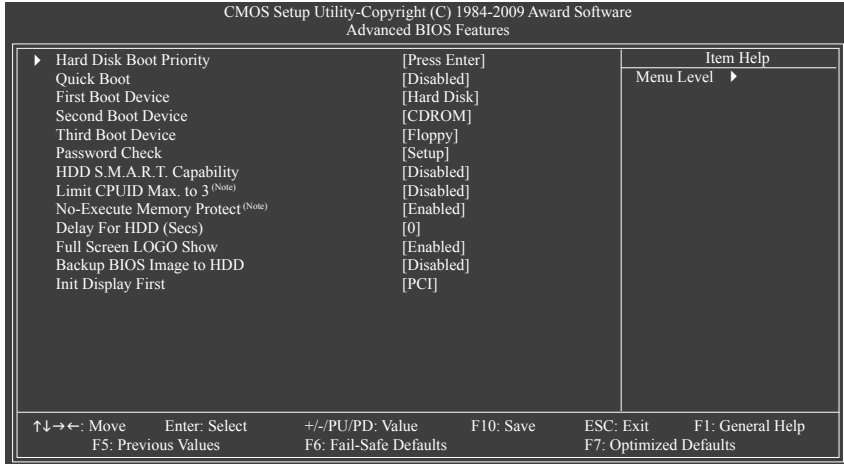 CMOS Setup Utility-Copyright (C) 1984-2009 Award Software
Advanced BIOS Features
Hard Disk Boot Priority [Press Enter]
Quick Boot [Disabled]
First Boot Device [Hard Disk]
Second Boot Device [CDROM]
Third Boot Device [Floppy]
Password Check [Setup]
HDD S.M.A.R.T. Capability [Disabled]
Limit CPUID Max. to 3 (Note) [Disabled]
No-Execute Memory Protect (Note) [Enabled]
Delay For HDD (Secs) [0]
Full Screen LOGO Show [Enabled]
Backup BIOS Image to HDD [Disabled]
Init Display First [PCI]
Item Help
Menu Level
↑↓→←: Move Enter: Select +/-/PU/PD: Value F10: Save ESC: Exit F1: General Help
F5: Previous Values F6: Fail-Safe Defaults F7: Optimized Defaults